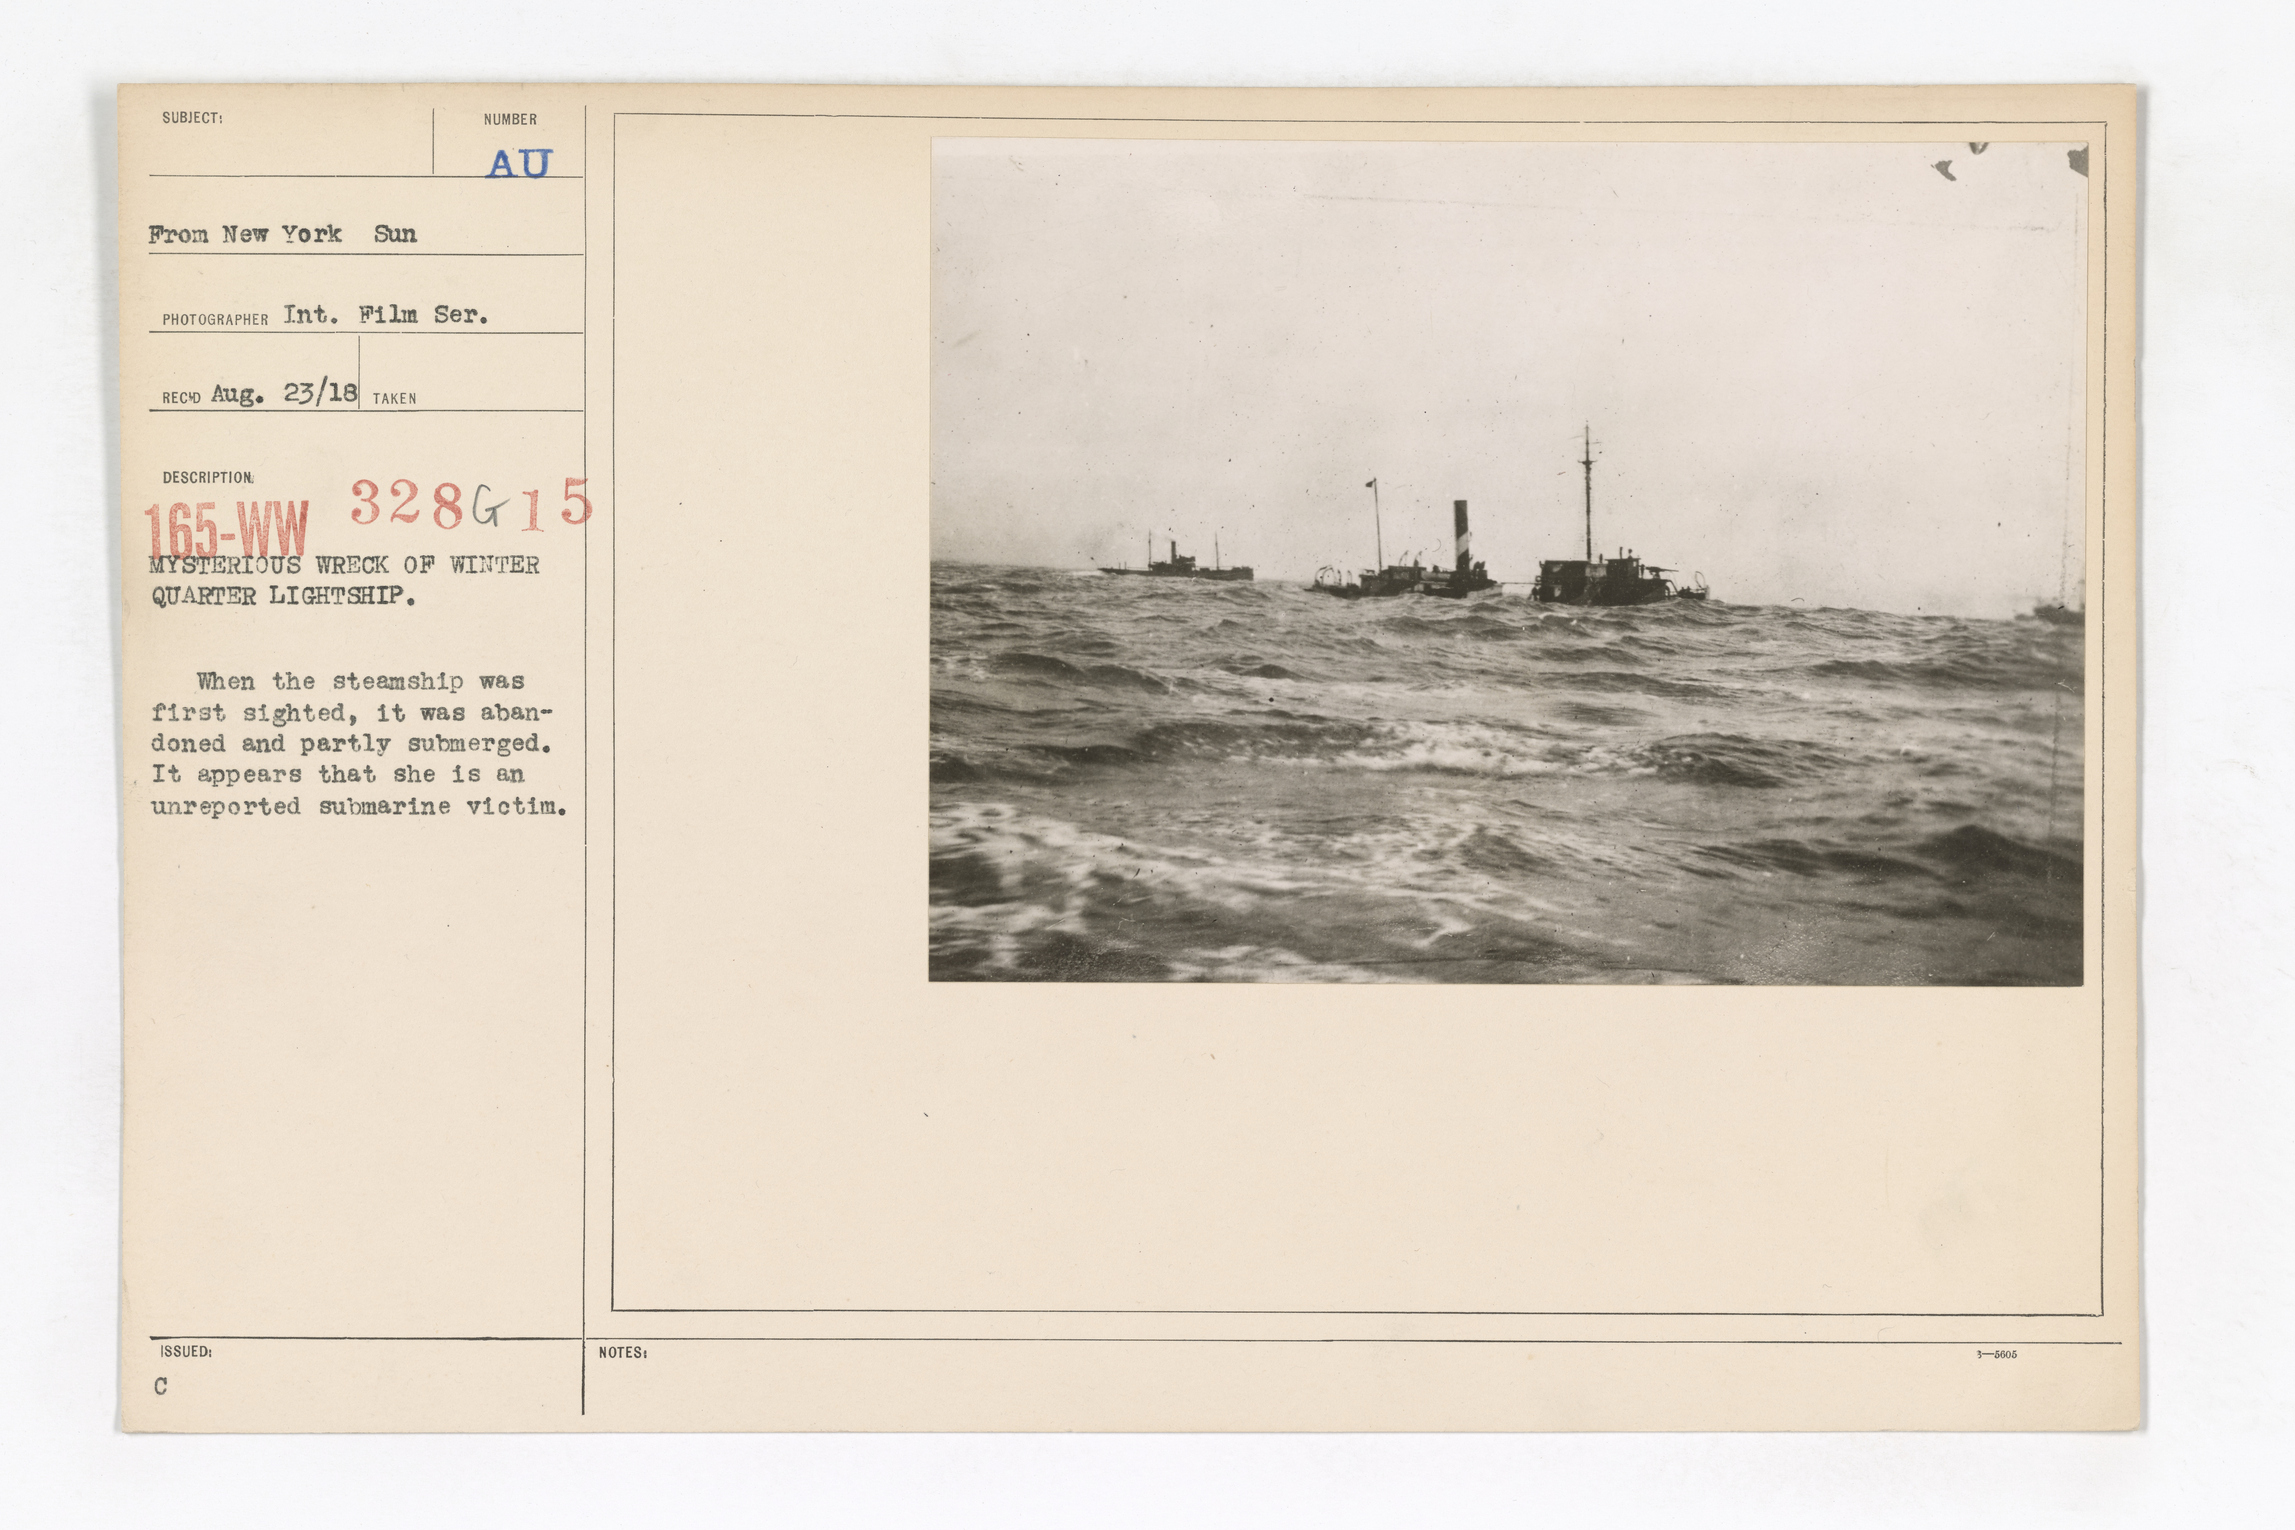 SUBJECT:
NUMBER
AU
From New York Sun
PHOTOGRAPHER Int. Film Ser.
REC'D Aug. 23/18 TAKEN
DESCRIPTION:
165-WW 328G15
MYSTERIOUS WRECK OF WINTER
QUARTER LIGHTSHIP.
When the steamship was
first sighted, it was aban-
doned and partly submerged.
It appears that she is an
unreported submarine victim.
ISSUED:
C
NOTES:
3—5605